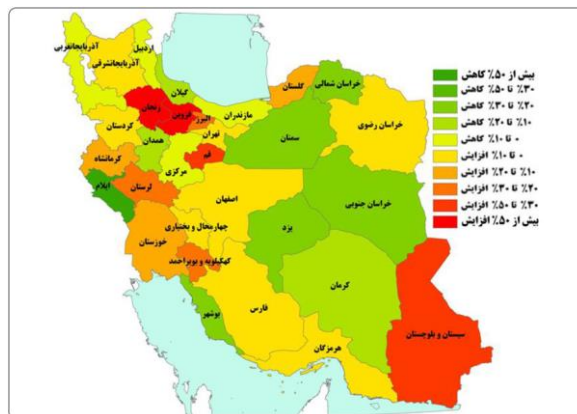 آذربایجانغربی
اردبیل
آذربایجانشرقی
گیلان
زنجان
قزوین
البرز
مازندران
گلستان
خراسان شمالی
خراسان رضوی
کردستان
تهران
سمنان
همدان
قم
مرکزی
کرمانشاه
ایلام
لرستان
اصفهان
خراسان جنوبی
یزد
چهارمحال و بختیاری
خوزستان
کهگیلویه و بویراحمد
کرمان
فارس
بوشهر
هرمزگان
سیستان و بلوچستان
بیش از ۵۰٪ کاهش
۳۰ تا ۵۰٪ کاهش
۲۰ تا ۳۰٪ کاهش
۱۰ تا ۲۰٪ کاهش
۰ تا ۱۰٪ کاهش
۰ تا ۱۰٪ افزایش
۱۰ تا ۲۰٪ افزایش
۲۰ تا ۳۰٪ افزایش
۳۰ تا ۵۰٪ افزایش
بیش از ۵۰٪ افزایش